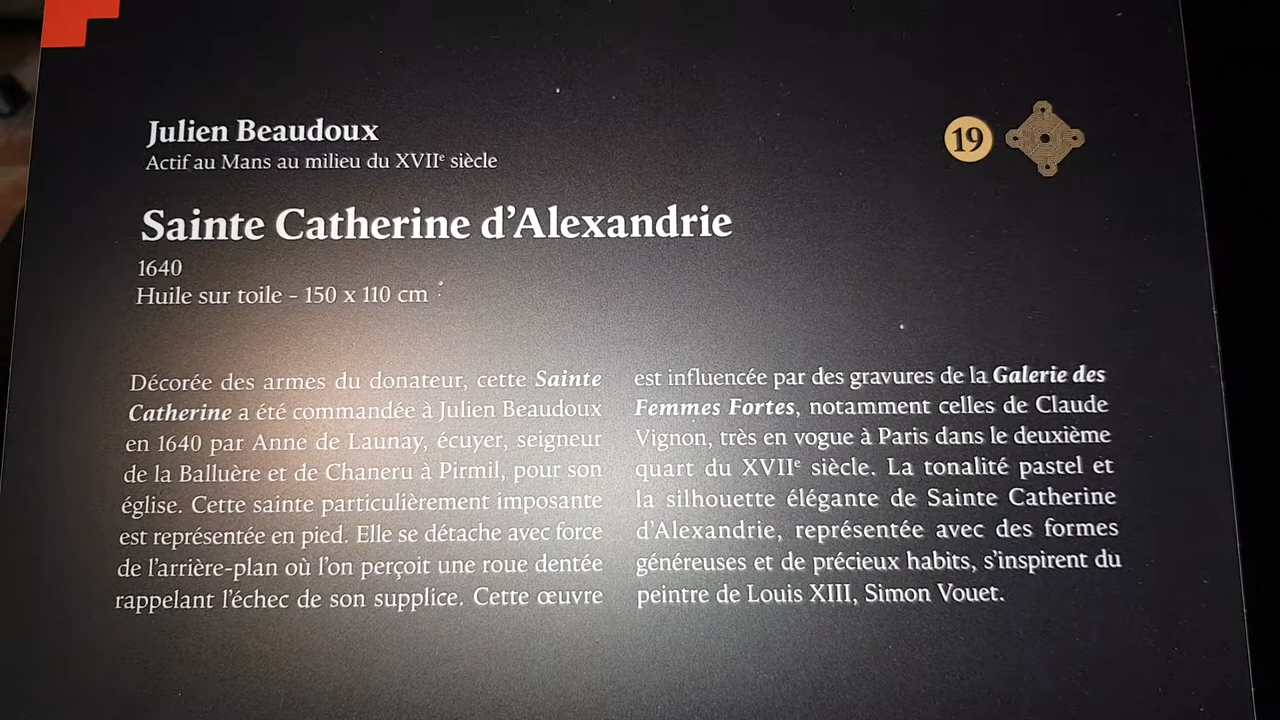 Julien Beaudoux
Actif au Mans au milieu du XVIIe siècle
19
Sainte Catherine d'Alexandrie
1640
Huile sur toile - 150 x 110 cm
Décorée des armes du donateur, cette Sainte
Catherine a été commandée à Julien Beaudoux
en 1640 par Anne de Launay, écuyer, seigneur
de la Balluère et de Chaneru à Pirmil, pour son
église. Cette sainte particulièrement imposante
est représentée en pied. Elle se détache avec force
de l'arrière-plan où l'on perçoit une roue dentée
rappelant l'échec de son supplice. Cette œuvre
est influencée par des gravures de la Galerie des
Femmes Fortes, notamment celles de Claude
Vignon, très en vogue à Paris dans le deuxième
quart du XVIIe siècle. La tonalité pastel et
la silhouette élégante de Sainte Catherine
d'Alexandrie, représentée avec des formes
généreuses et de précieux habits, s'inspirent du
peintre de Louis XIII, Simon Vouet.